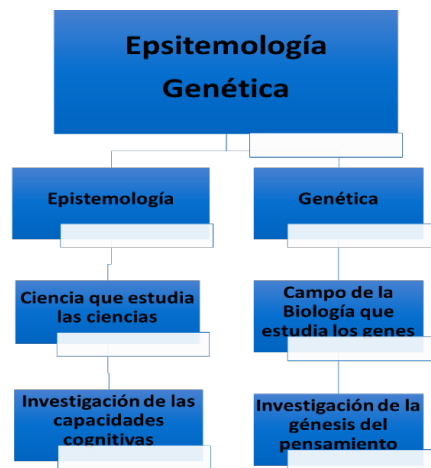 Epsitemología
Genética
Epistemología
Genética
Ciencia que estudia
las ciencias
Campo de la
Biología que
estudia los genes
Investigación de las
capacidades
cognitivas
Investigación de la
génesis del
pensamiento